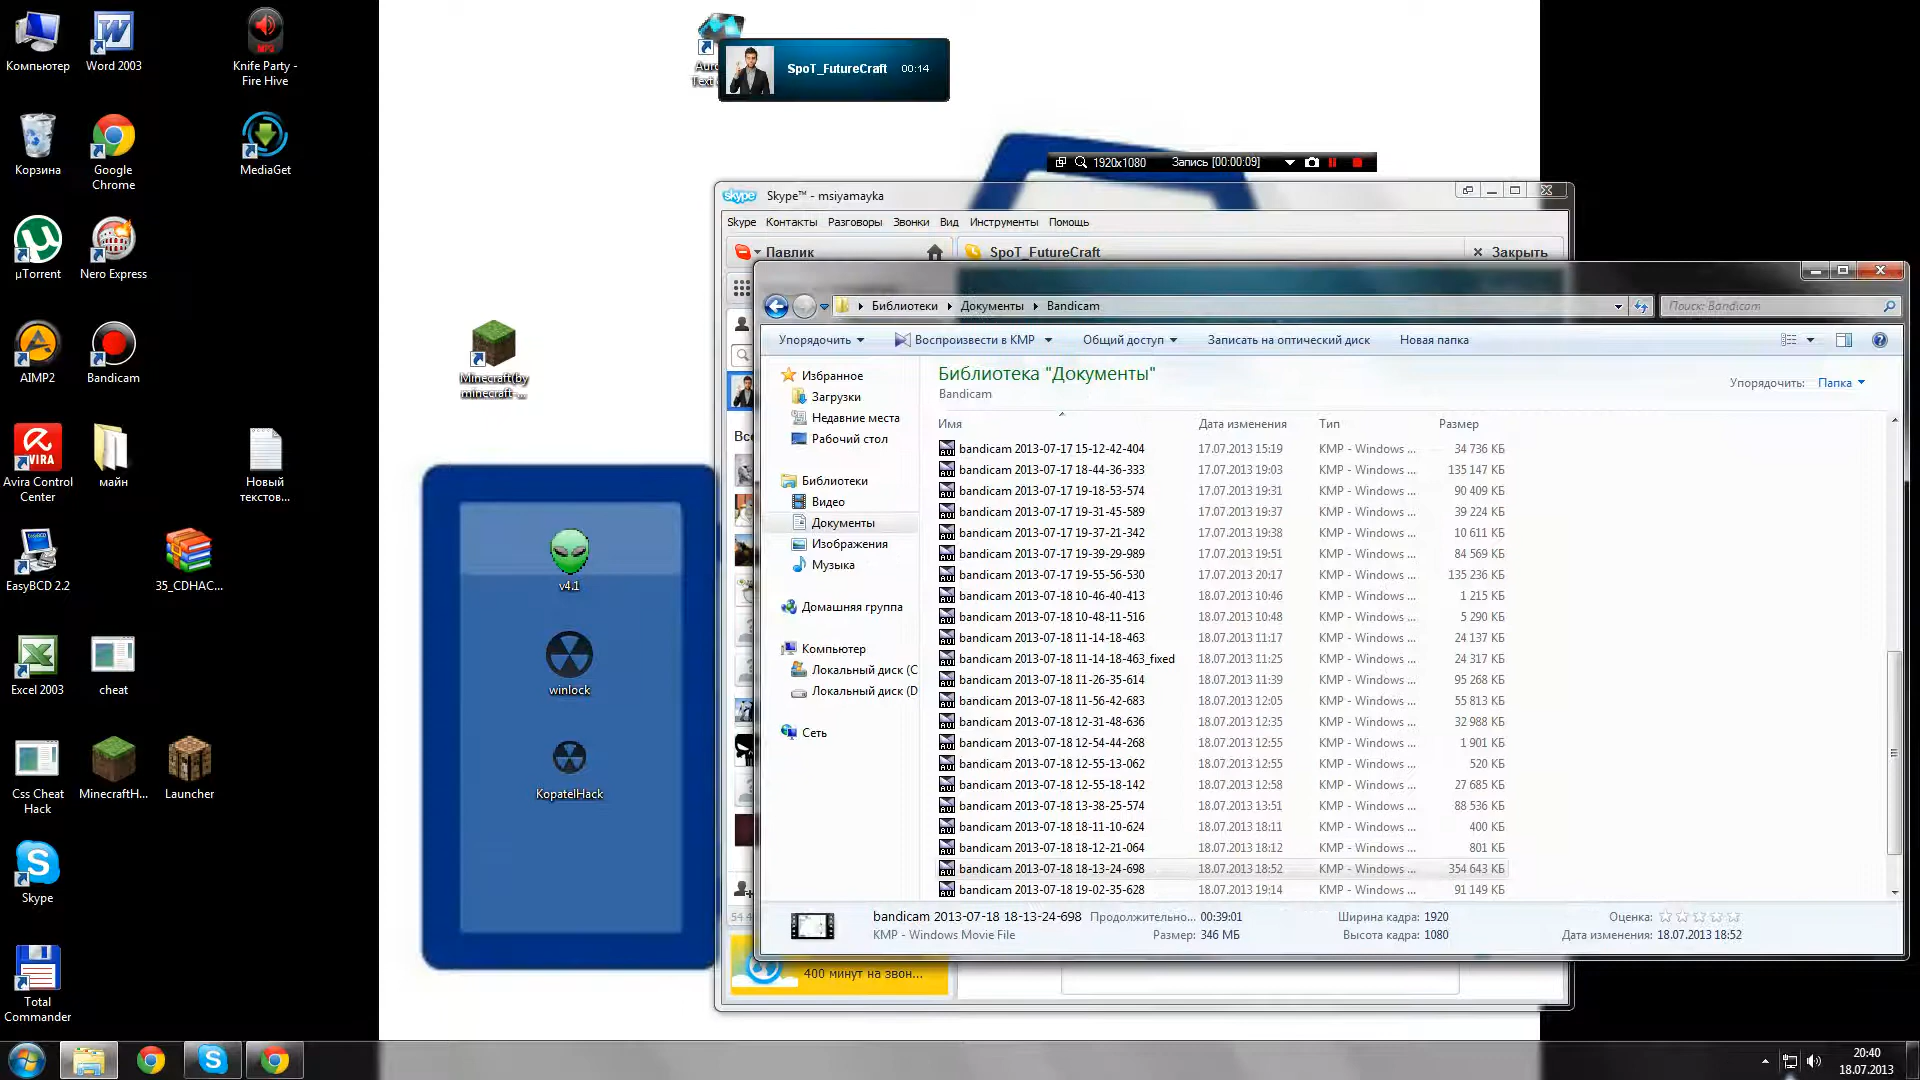 Компьютер
Word 2003
Knife Party -
Fire Hive
Корзина
Google
Chrome
MediaGet
µTorrent
Nero Express
AIMP2
Bandicam
Avira Control
Center
майн
Новый
текстов...
EasyBCD 2.2
35_CDHAC...
Excel 2003
cheat
Css Cheat
Hack
MinecraftH...
Launcher
Skype
Total
Commander
Text
SpoT_FutureCraft 00:14
Minecraft(by
minecraft-...
v4.1
winlock
KopatelHack
1920x1080 Запись [00:00:09]
Skype™ - msiyamayka
Skype Контакты Разговоры Звонки Вид Инструменты Помощь
Павлик
SpoT_FutureCraft
Закрыть
Библиотеки Документы Bandicam
Поиск: Bandicam
Упорядочить Воспроизвести в KMP Общий доступ Записать на оптический диск Новая папка
Избранное
Загрузки
Недавние места
Рабочий стол
Библиотеки
Видео
Документы
Изображения
Музыка
Домашняя группа
Компьютер
Локальный диск (C
Локальный диск (D
Сеть
Библиотека "Документы"
Bandicam
Упорядочить: Папка
Имя Дата изменения Тип Размер
bandicam 2013-07-17 15-12-42-404 17.07.2013 15:19 KMP - Windows ... 34 736 КБ
bandicam 2013-07-17 18-44-36-333 17.07.2013 19:03 KMP - Windows ... 135 147 КБ
bandicam 2013-07-17 19-18-53-574 17.07.2013 19:31 KMP - Windows ... 90 409 КБ
bandicam 2013-07-17 19-31-45-589 17.07.2013 19:37 KMP - Windows ... 39 224 КБ
bandicam 2013-07-17 19-37-21-342 17.07.2013 19:38 KMP - Windows ... 10 611 КБ
bandicam 2013-07-17 19-39-29-989 17.07.2013 19:51 KMP - Windows ... 84 569 КБ
bandicam 2013-07-17 19-55-56-530 17.07.2013 20:17 KMP - Windows ... 135 236 КБ
bandicam 2013-07-18 10-46-40-413 18.07.2013 10:46 KMP - Windows ... 1 215 КБ
bandicam 2013-07-18 10-48-11-516 18.07.2013 10:48 KMP - Windows ... 5 290 КБ
bandicam 2013-07-18 11-14-18-463 18.07.2013 11:17 KMP - Windows ... 24 137 КБ
bandicam 2013-07-18 11-14-18-463_fixed 18.07.2013 11:25 KMP - Windows ... 24 317 КБ
bandicam 2013-07-18 11-26-35-614 18.07.2013 11:39 KMP - Windows ... 95 268 КБ
bandicam 2013-07-18 11-56-42-683 18.07.2013 12:05 KMP - Windows ... 55 813 КБ
bandicam 2013-07-18 12-31-48-636 18.07.2013 12:35 KMP - Windows ... 32 988 КБ
bandicam 2013-07-18 12-54-44-268 18.07.2013 12:55 KMP - Windows ... 1 901 КБ
bandicam 2013-07-18 12-55-13-062 18.07.2013 12:55 KMP - Windows ... 520 КБ
bandicam 2013-07-18 12-55-18-142 18.07.2013 12:58 KMP - Windows ... 27 685 КБ
bandicam 2013-07-18 13-38-25-574 18.07.2013 13:51 KMP - Windows ... 88 536 КБ
bandicam 2013-07-18 18-11-10-624 18.07.2013 18:11 KMP - Windows ... 400 КБ
bandicam 2013-07-18 18-12-21-064 18.07.2013 18:12 KMP - Windows ... 801 КБ
bandicam 2013-07-18 18-13-24-698 18.07.2013 18:52 KMP - Windows ... 354 643 КБ
bandicam 2013-07-18 19-02-35-628 18.07.2013 19:14 KMP - Windows ... 91 149 КБ
bandicam 2013-07-18 18-13-24-698 Продолжительно... 00:39:01 Ширина кадра: 1920 Оценка:
KMP - Windows Movie File Размер: 346 МБ Высота кадра: 1080 Дата изменения: 18.07.2013 18:52
400 минут на звон...
20:40
18.07.2013